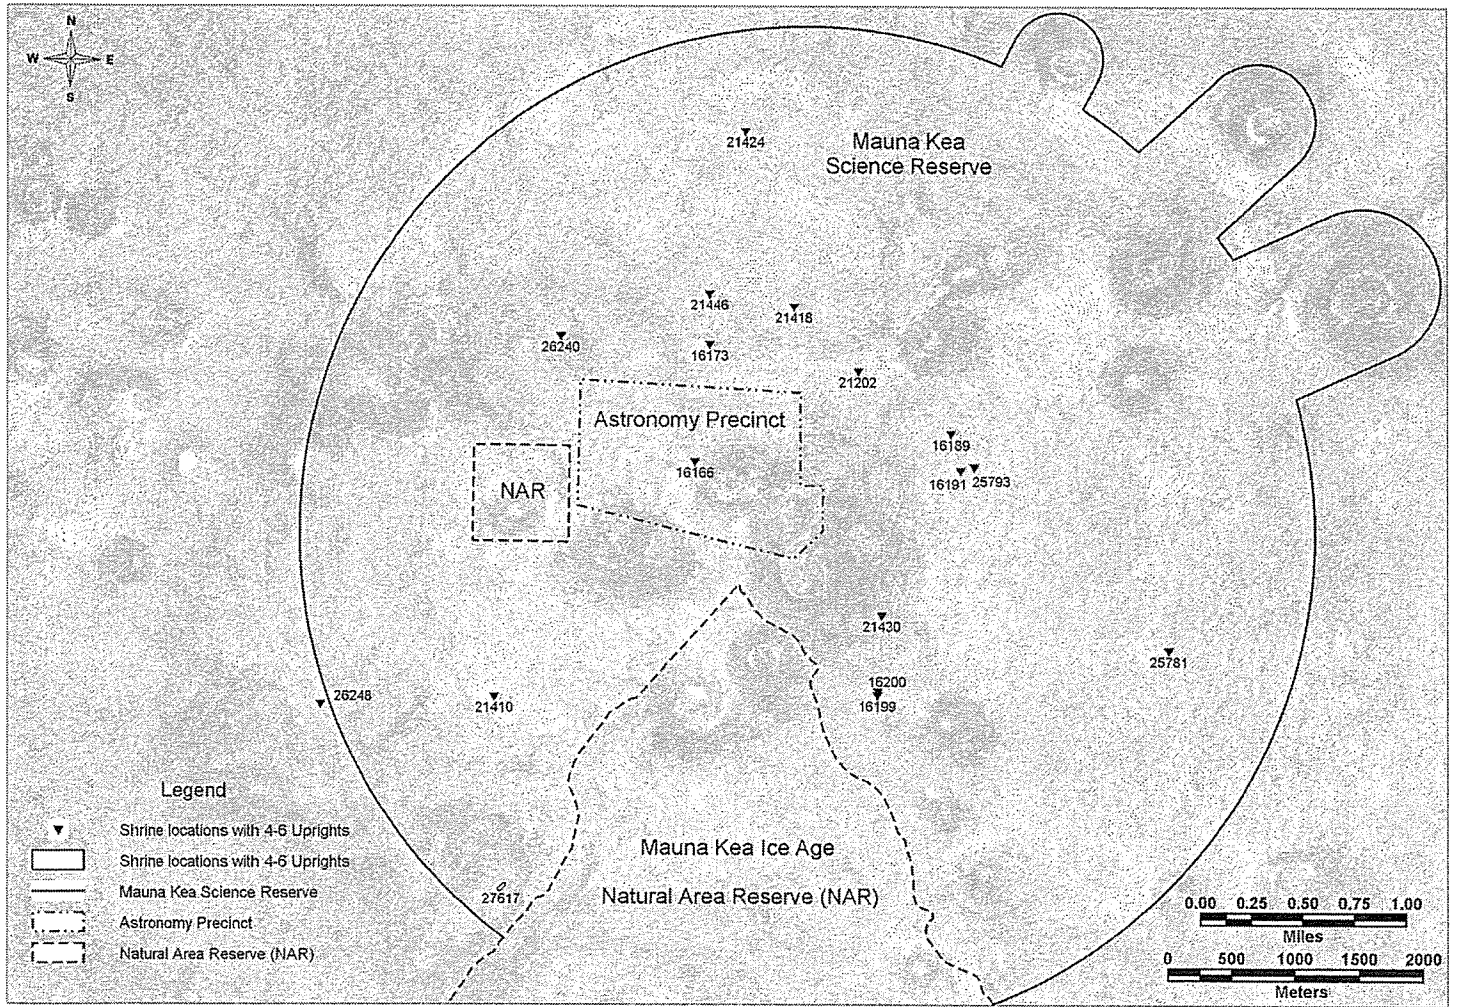 N
W E
S
21424
Mauna Kea
Science Reserve
21446
21418
26240
16173
21202
Astronomy Precinct
16189
16166
NAR
16191 25793
21430
25781
26248
21410
16200
16199
Legend
Shrine locations with 4-6 Uprights
Shrine locations with 4-6 Uprights
Mauna Kea Science Reserve
Astronomy Precinct
Natural Area Reserve (NAR)
27617
Mauna Kea Ice Age
Natural Area Reserve (NAR)
0.00 0.25 0.50 0.75 1.00
Miles
0 500 1000 1500 2000
Meters